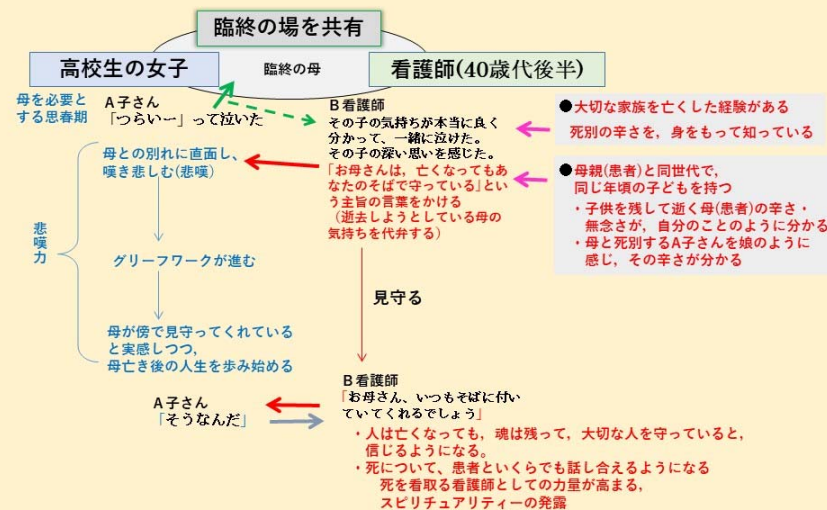 臨終の場を共有
高校生の女子
臨終の母
看護師(40歳代後半)
母を必要と
する思春期
A子さん
「つらいー」って泣いた
母との別れに直面し、
嘆き悲しむ(悲嘆)
悲嘆力
グリーフワークが進む
母が傍で見守ってくれている
と実感しつつ，
母亡き後の人生を歩み始める
B看護師
その子の気持ちが本当に良く
分かって、一緒に泣けた。
その子の深い思いを感じた。
「お母さんは，亡くなってもあ
なたのそばで守っている」とい
う主旨の言葉をかける
（逝去しようとしている母の
気持ちを代弁する）
●大切な家族を亡くした経験がある
死別の辛さを，身をもって知っている
●母親(患者)と同世代で，
同じ年頃の子どもを持つ
・子供を残して逝く母(患者)の辛さ・
無念さが，自分のことのように分かる
・母と死別するA子さんを娘のように
感じ，その辛さが分かる
見守る
A子さん
「そうなんだ」
B看護師
「お母さん、いつもそばに付い
ていてくれるでしょう」
・人は亡くなっても，魂は残って，大切な人を守っていると，
信じるようになる。
・死について、患者といくらでも話し合えるようになる
死を看取る看護師としての力量が高まる，
スピリチュアリティーの発露